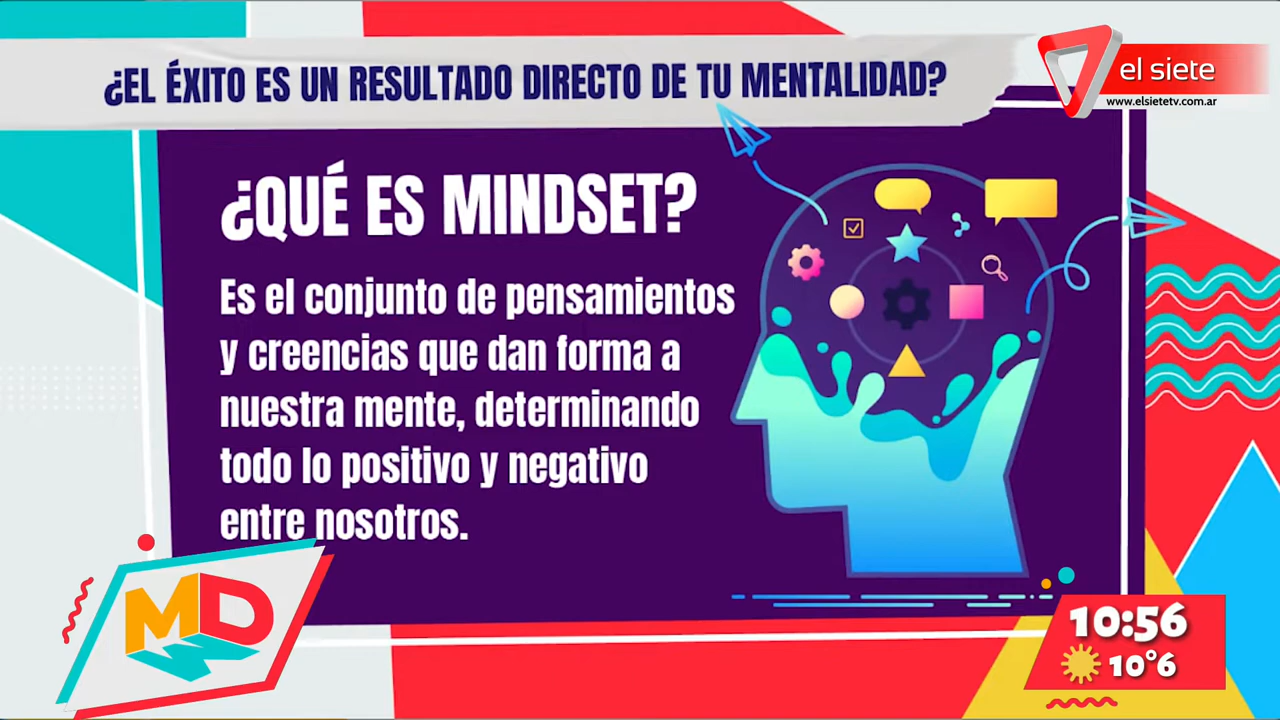 ¿EL ÉXITO ES UN RESULTADO DIRECTO DE TU MENTALIDAD?
el siete
www.elsietetv.com.ar
¿QUÉ ES MINDSET?
Es el conjunto de pensamientos
y creencias que dan forma a
nuestra mente, determinando
todo lo positivo y negativo
entre nosotros.
MD
10:56
10°6